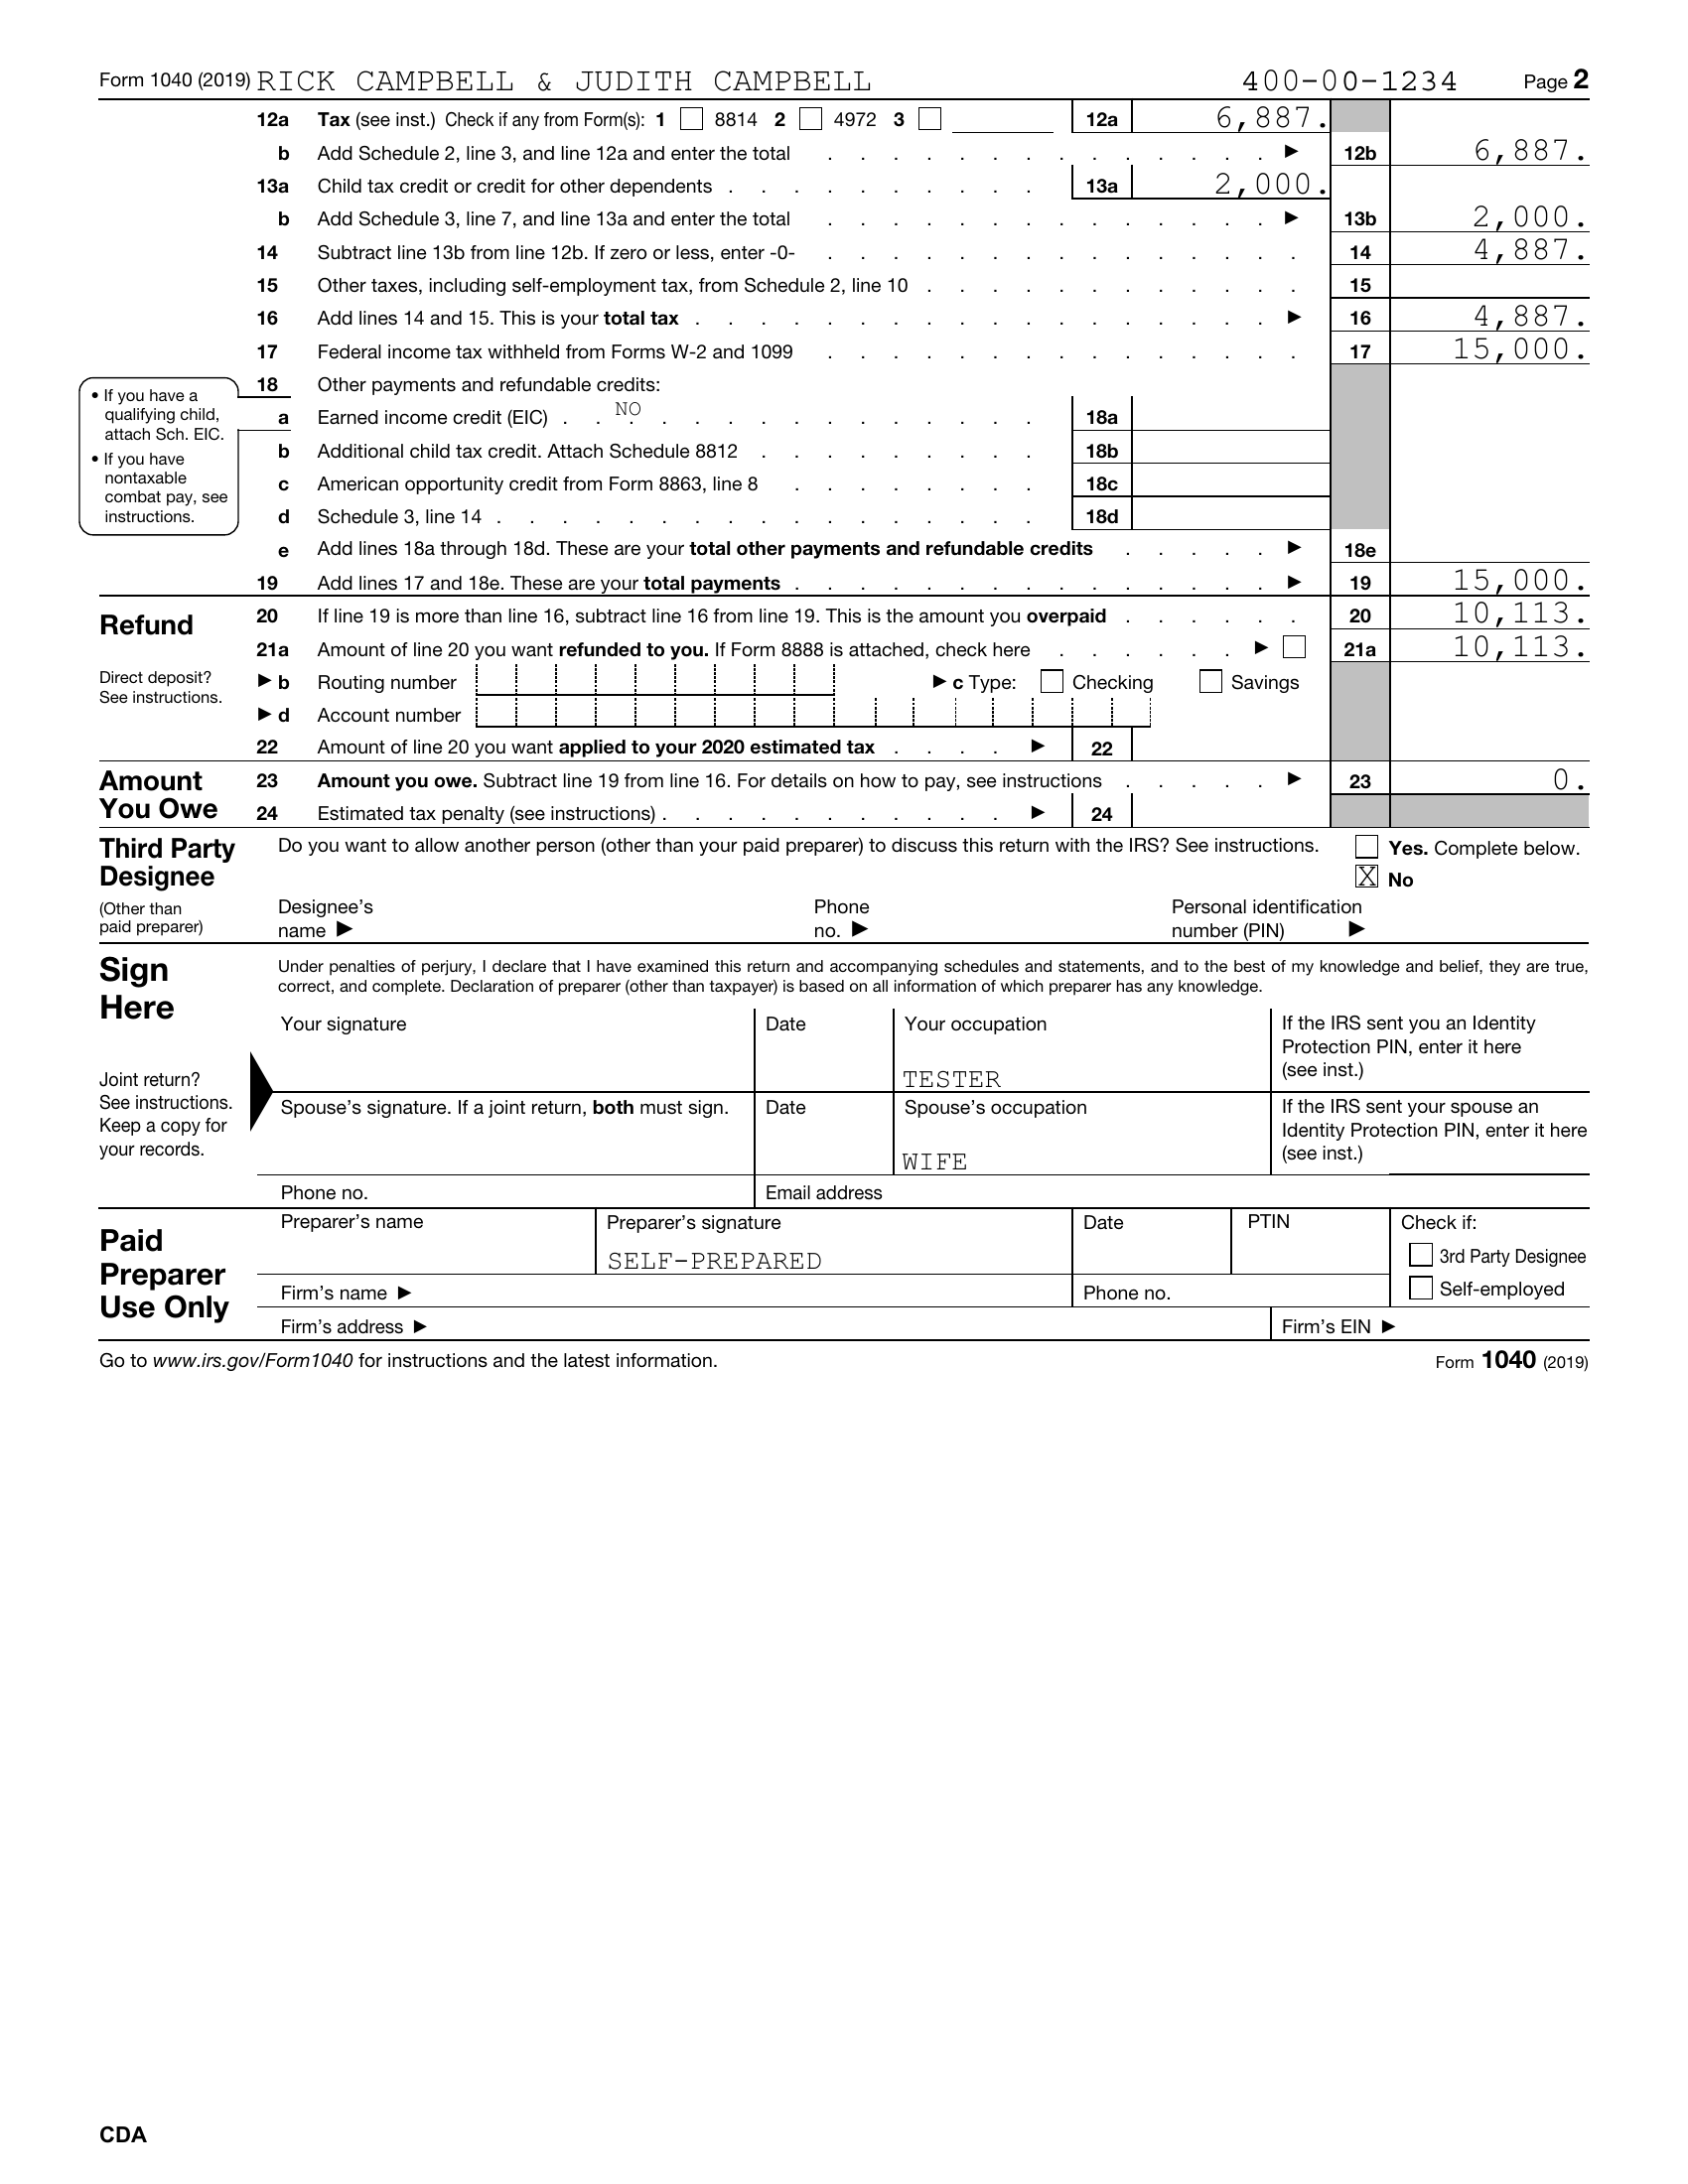 Form 1040 (2019) RICK CAMPBELL & JUDITH CAMPBELL 400-00-1234 Page 2
12a Tax (see inst.) Check if any from Form(s): 1 8814 2 4972 3 12a 6,887.
b Add Schedule 2, line 3, and line 12a and enter the total . . . . . . . . . . . . . . ▶ 12b 6,887.
13a Child tax credit or credit for other dependents . . . . . . . . . . 13a 2,000.
b Add Schedule 3, line 7, and line 13a and enter the total . . . . . . . . . . . . . . ▶ 13b 2,000.
14 Subtract line 13b from line 12b. If zero or less, enter -0- . . . . . . . . . . . . . . . 14 4,887.
15 Other taxes, including self-employment tax, from Schedule 2, line 10 . . . . . . . . . . . . 15
16 Add lines 14 and 15. This is your total tax . . . . . . . . . . . . . . . . . . ▶ 16 4,887.
17 Federal income tax withheld from Forms W-2 and 1099 . . . . . . . . . . . . . . . 17 15,000.
• If you have a
qualifying child,
attach Sch. EIC.
• If you have
nontaxable
combat pay, see
instructions.
18 Other payments and refundable credits:
a Earned income credit (EIC) . . NO . . . . . . . . . . . . . 18a
b Additional child tax credit. Attach Schedule 8812 . . . . . . . . . 18b
c American opportunity credit from Form 8863, line 8 . . . . . . . . 18c
d Schedule 3, line 14 . . . . . . . . . . . . . . . . . 18d
e Add lines 18a through 18d. These are your total other payments and refundable credits . . . . . ▶ 18e
19 Add lines 17 and 18e. These are your total payments . . . . . . . . . . . . . . . ▶ 19 15,000.
Refund
20 If line 19 is more than line 16, subtract line 16 from line 19. This is the amount you overpaid . . . . . . 20 10,113.
21a Amount of line 20 you want refunded to you. If Form 8888 is attached, check here . . . . . . ▶ 21a 10,113.
Direct deposit?
See instructions.
▶ b Routing number ▶ c Type: Checking Savings
▶ d Account number
22 Amount of line 20 you want applied to your 2020 estimated tax . . . . ▶ 22
Amount
You Owe
23 Amount you owe. Subtract line 19 from line 16. For details on how to pay, see instructions . . . . . ▶ 23 0.
24 Estimated tax penalty (see instructions) . . . . . . . . . . . ▶ 24
Third Party
Designee
(Other than
paid preparer)
Do you want to allow another person (other than your paid preparer) to discuss this return with the IRS? See instructions. Yes. Complete below.
X No
Designee's
name ▶
Phone
no. ▶
Personal identification
number (PIN) ▶
Sign
Here
Under penalties of perjury, I declare that I have examined this return and accompanying schedules and statements, and to the best of my knowledge and belief, they are true,
correct, and complete. Declaration of preparer (other than taxpayer) is based on all information of which preparer has any knowledge.
Joint return?
See instructions.
Keep a copy for
your records.
Your signature
Date
Your occupation
TESTER
If the IRS sent you an Identity
Protection PIN, enter it here
(see inst.)
Spouse's signature. If a joint return, both must sign.
Date
Spouse's occupation
WIFE
If the IRS sent your spouse an
Identity Protection PIN, enter it here
(see inst.)
Phone no. Email address
Paid
Preparer
Use Only
Preparer's name
Preparer's signature
SELF-PREPARED
Date
PTIN
Check if:
3rd Party Designee
Self-employed
Firm's name ▶ Phone no.
Firm's address ▶ Firm's EIN ▶
Go to www.irs.gov/Form1040 for instructions and the latest information. Form 1040 (2019)
CDA